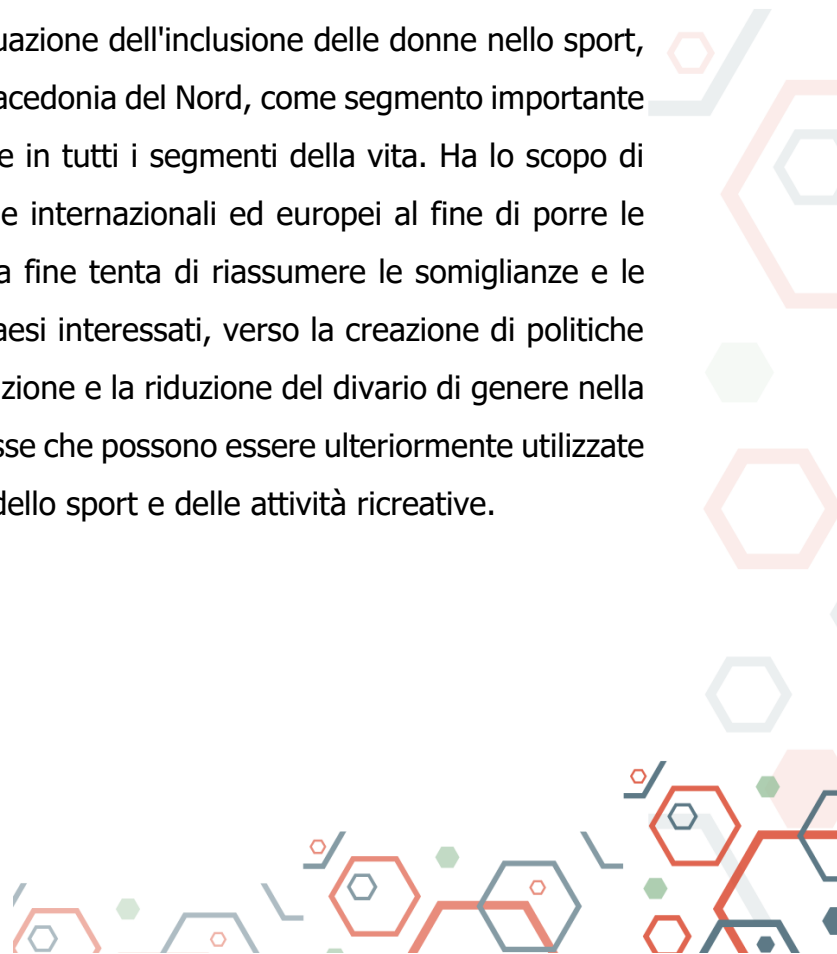 uazione dell'inclusione delle donne nello sport,
acedonia del Nord, come segmento importante
e in tutti i segmenti della vita. Ha lo scopo di
e internazionali ed europei al fine di porre le
a fine tenta di riassumere le somiglianze e le
aesi interessati, verso la creazione di politiche
zione e la riduzione del divario di genere nella
sse che possono essere ulteriormente utilizzate
dello sport e delle attività ricreative.